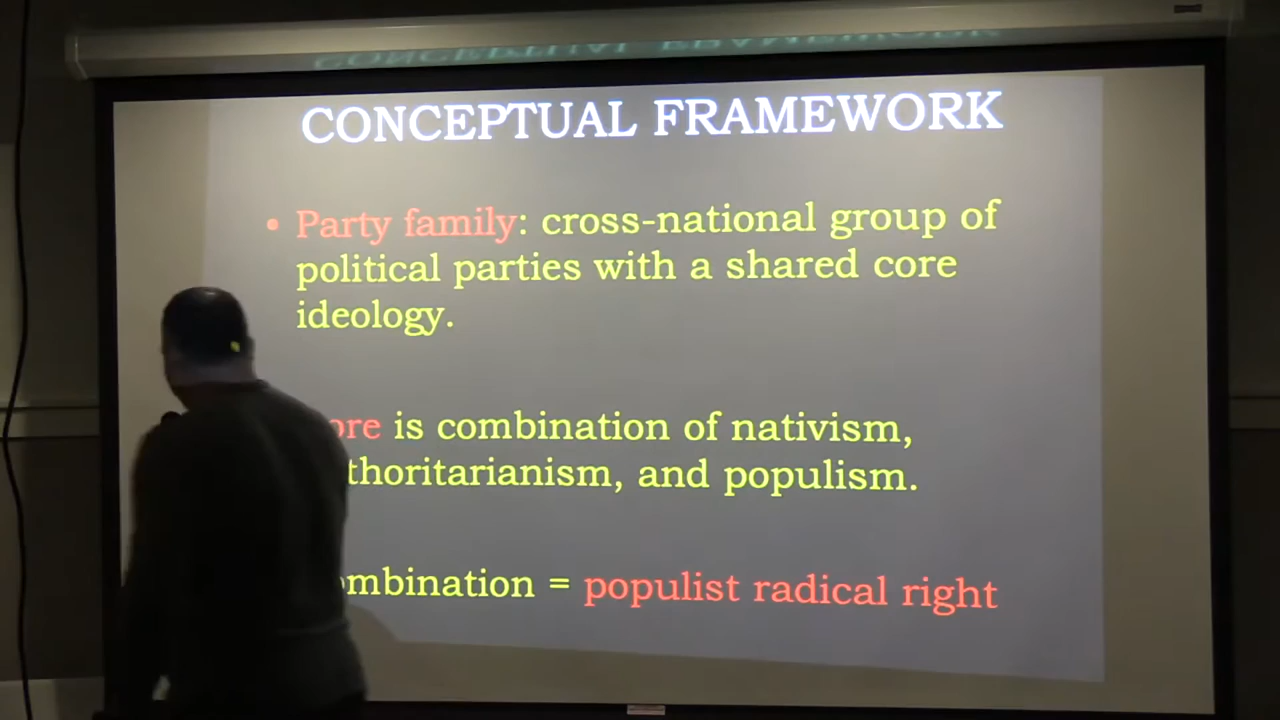 CONCEPTUAL FRAMEWORK
• Party family: cross-national group of
political parties with a shared core
ideology.
ore is combination of nativism,
thoritarianism, and populism.
ombination = populist radical right